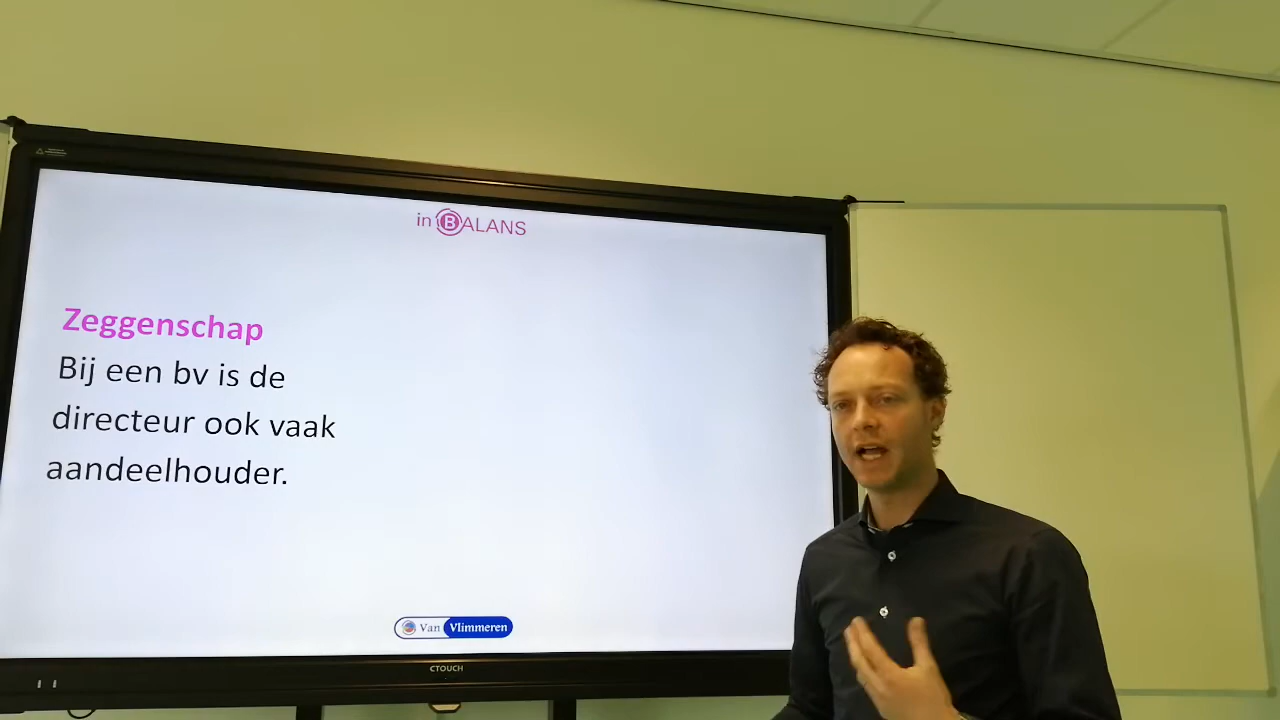 in BALANS
Zeggenschap
Bij een bv is de
directeur ook vaak
aandeelhouder.
Van Vlimmeren
CTOUCH